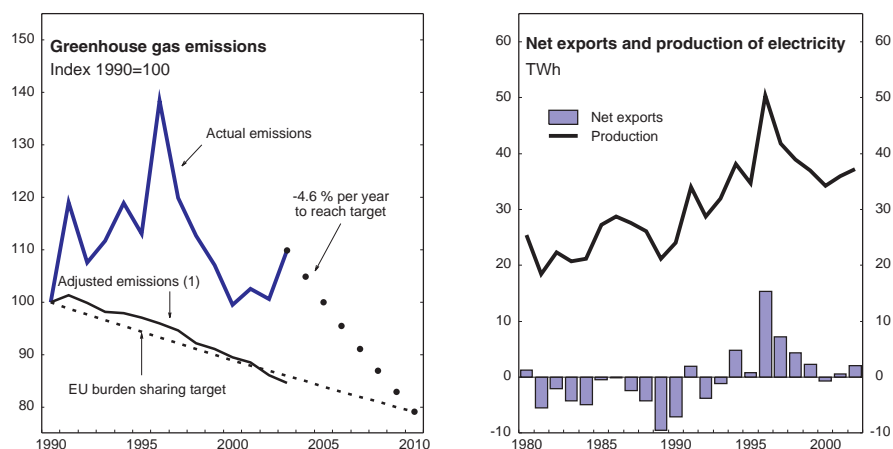 Greenhouse gas emissions
Index 1990=100
150
140
130
120
110
100
90
80
Actual emissions
-4.6 % per year
to reach target
Adjusted emissions (1)
EU burden sharing target
1990 1995 2000 2005 2010
Net exports and production of electricity
TWh
Net exports
Production
60 60
50 50
40 40
30 30
20 20
10 10
0 0
-10 -10
1980 1985 1990 1995 2000